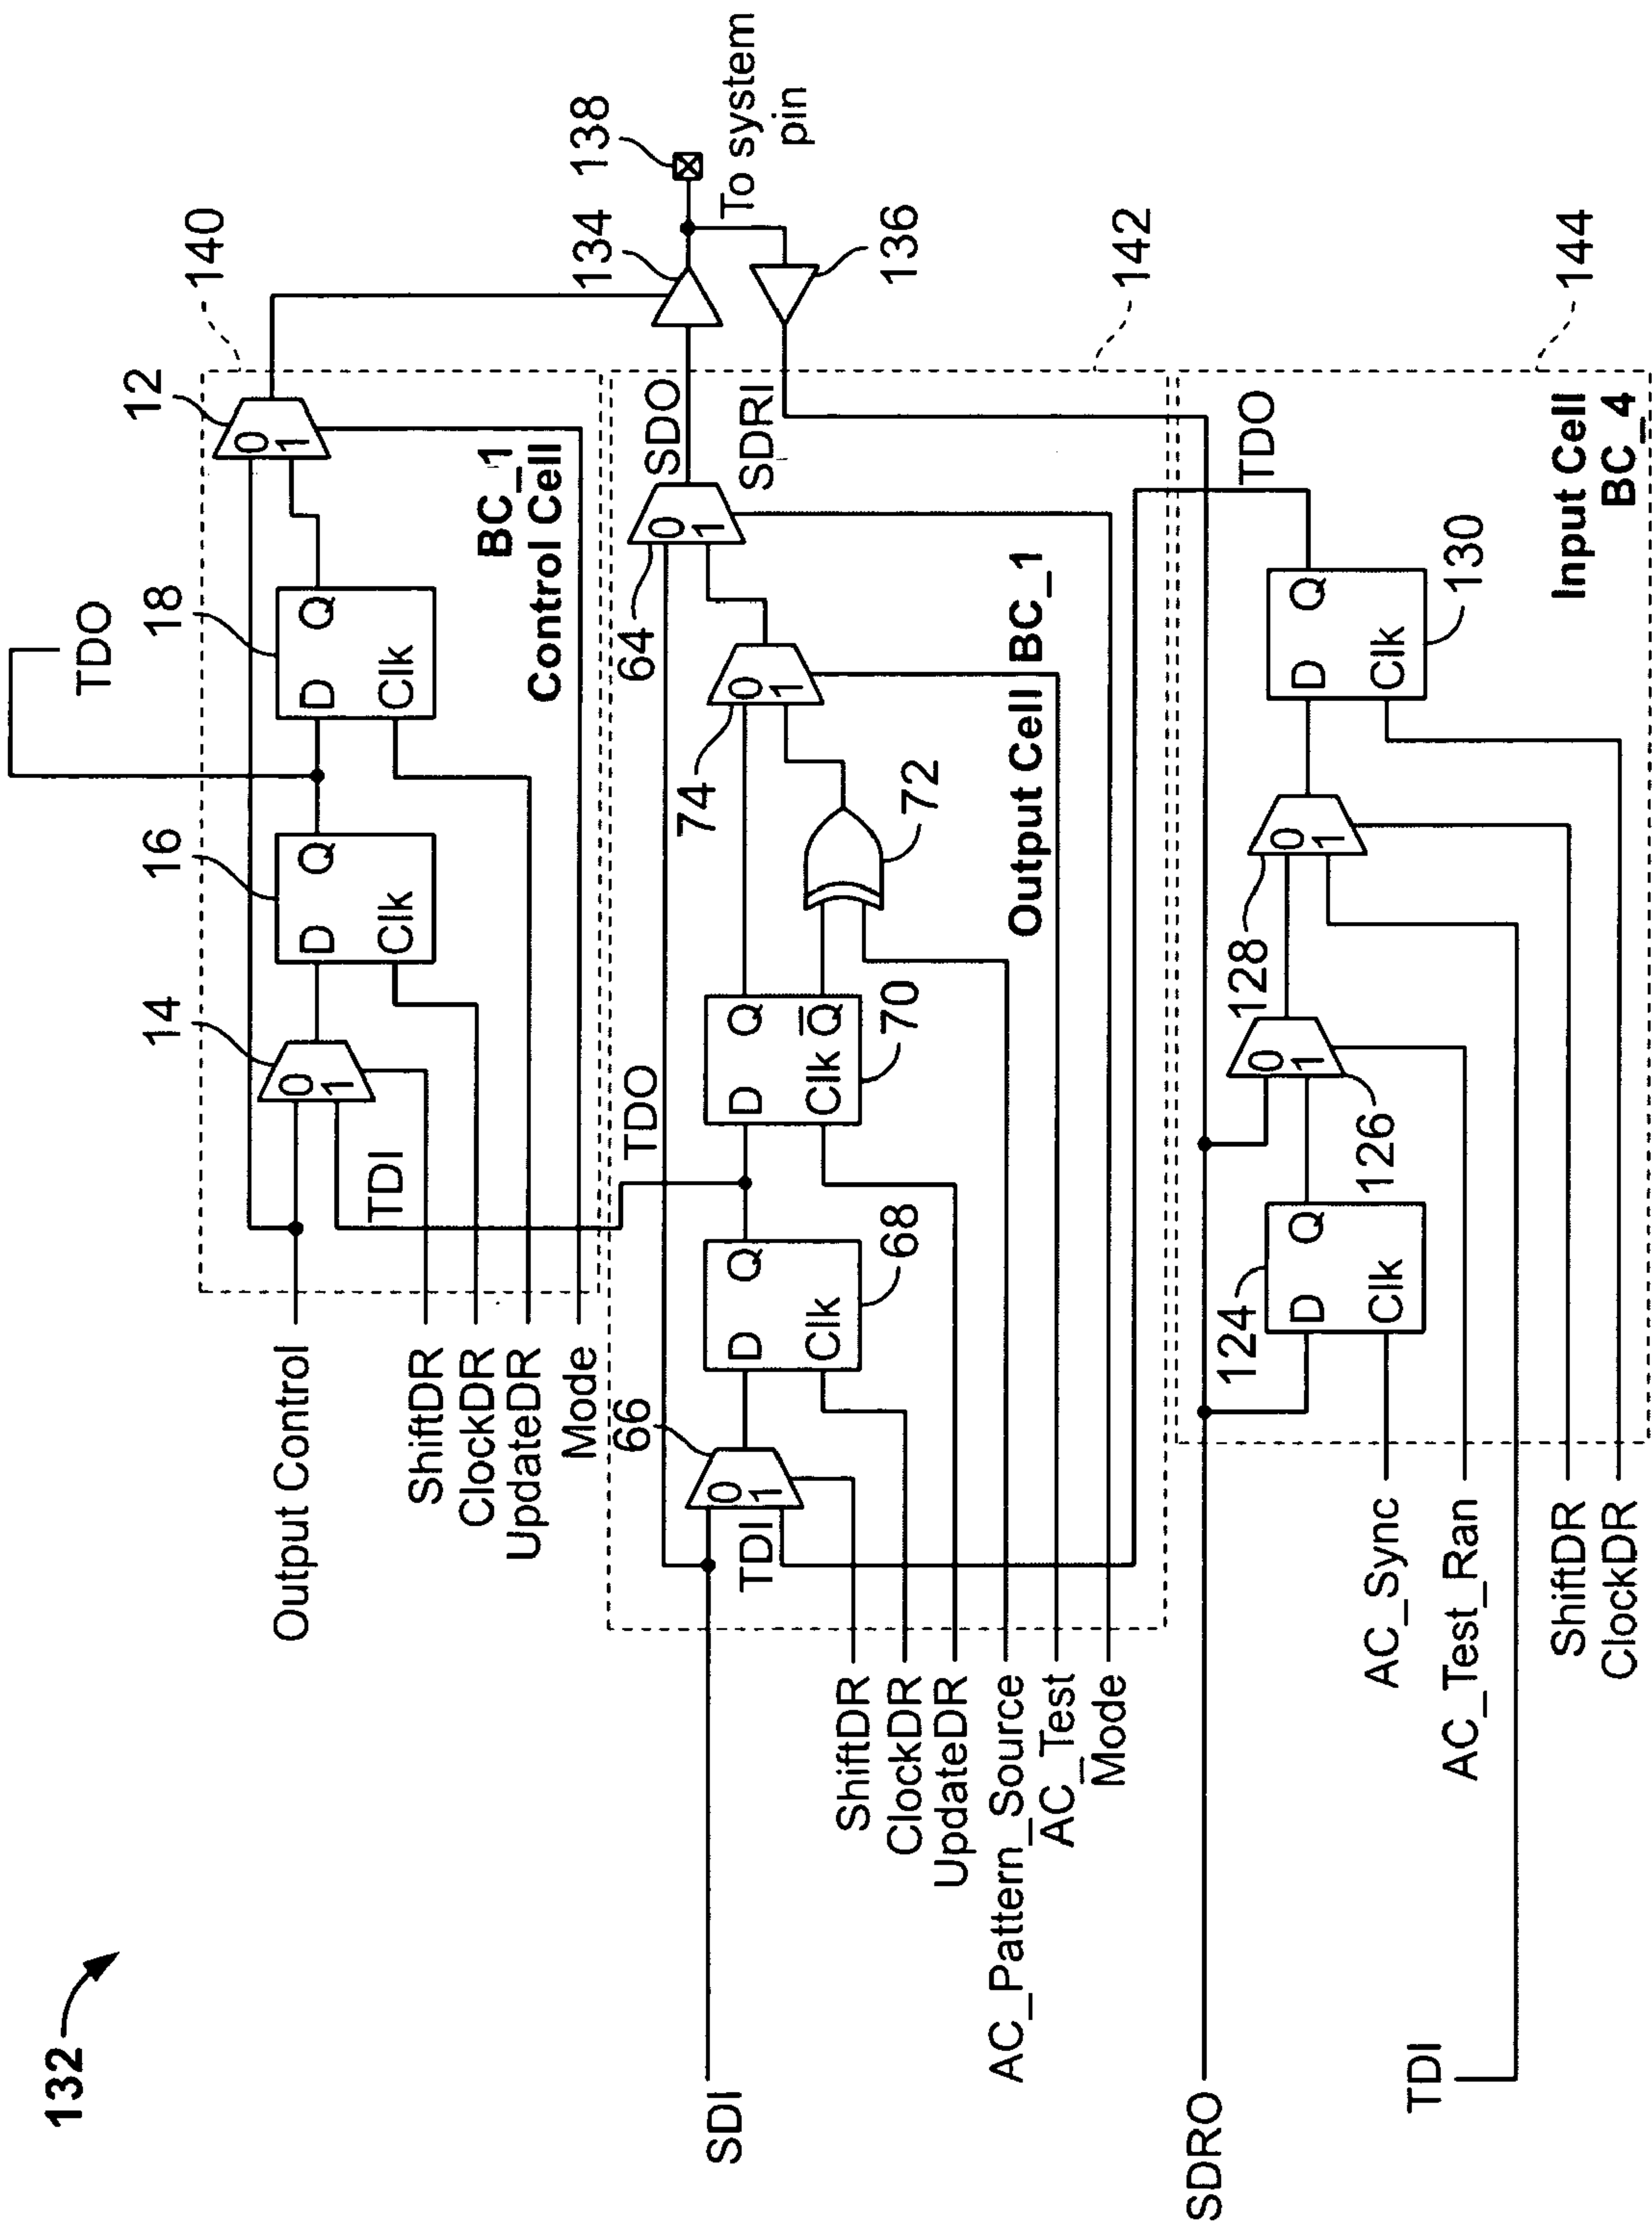 132
140
12
TDO
18
16
14
0
1
D
Q
Clk
D
Q
Clk
0
1
TDI
BC_1
Control Cell
Output Control
ShiftDR
ClockDR
UpdateDR
Mode
134
138
To system
pin
136
SDO
SDRI
142
64
0
1
74
0
1
72
Output Cell BC_1
TDO
D
Q
Clk
Q
70
D
Q
Clk
68
66
0
1
TDI
SDI
ShiftDR
ClockDR
UpdateDR
AC_Pattern_Source
AC_Test
Mode
144
TDO
Input Cell
BC_4
D
Q
Clk
130
128
0
1
0
1
126
124
D
Q
Clk
SDRO
AC_Sync
AC_Test_Ran
TDI
ShiftDR
ClockDR